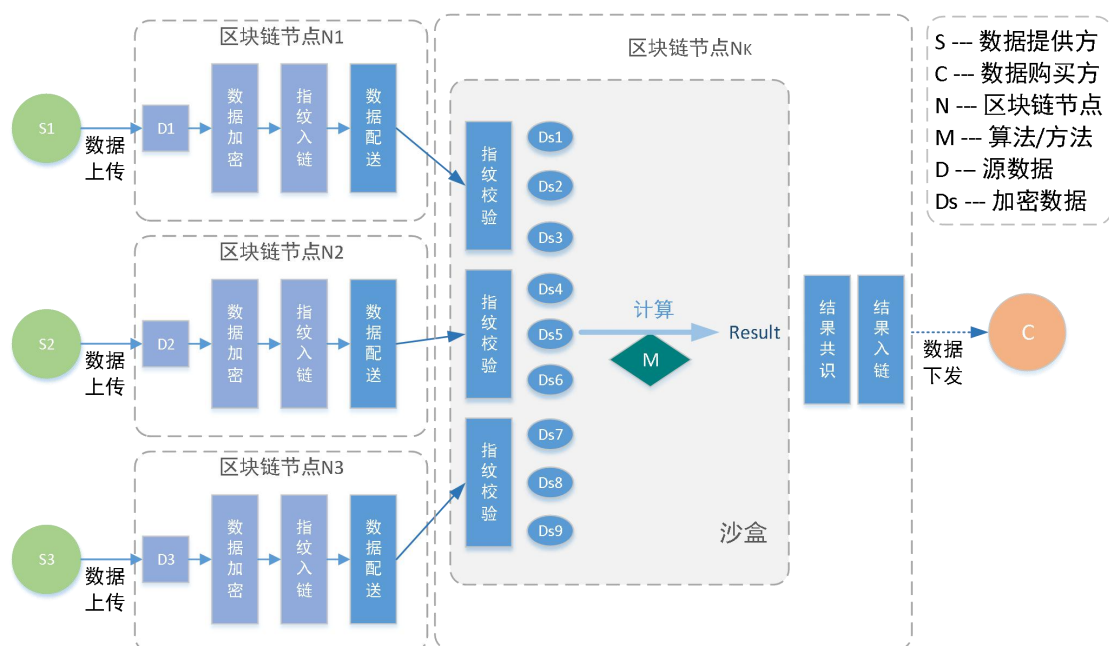 区块链节点N1
S1
数据
上传
D1
数据加密
指纹入链
数据配送
区块链节点N2
S2
数据
上传
D2
数据加密
指纹入链
数据配送
区块链节点N3
S3
数据
上传
D3
数据加密
指纹入链
数据配送
区块链节点NK
指纹校验
Ds1
Ds2
Ds3
指纹校验
Ds4
Ds5
Ds6
指纹校验
Ds7
Ds8
Ds9
计算
M
Result
沙盒
结果共识
结果入链
数据
下发
C
S --- 数据提供方
C --- 数据购买方
N --- 区块链节点
M --- 算法/方法
D --- 源数据
Ds --- 加密数据